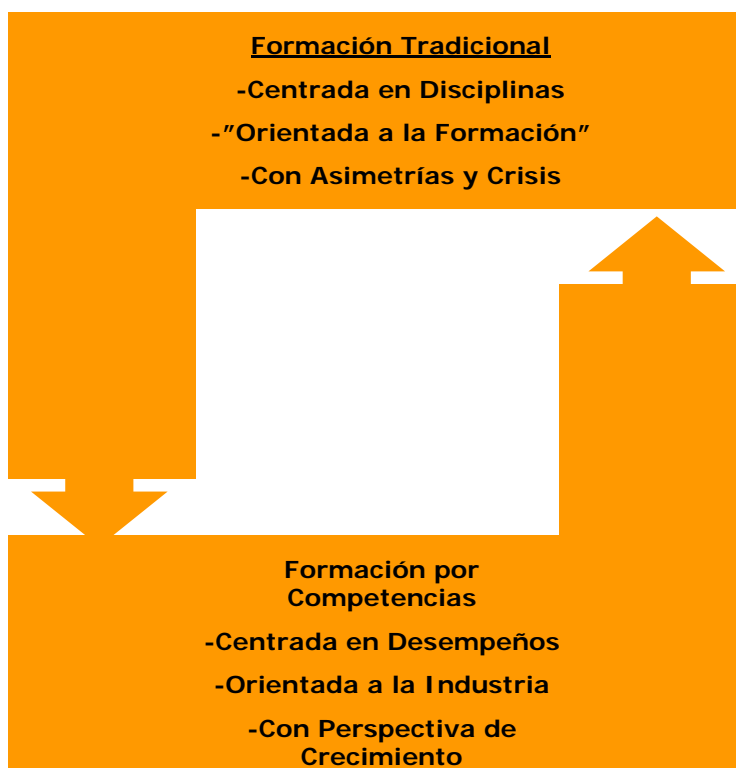 Formación Tradicional
-Centrada en Disciplinas
-”Orientada a la Formación”
-Con Asimetrías y Crisis
Formación por
Competencias
-Centrada en Desempeños
-Orientada a la Industria
-Con Perspectiva de
Crecimiento